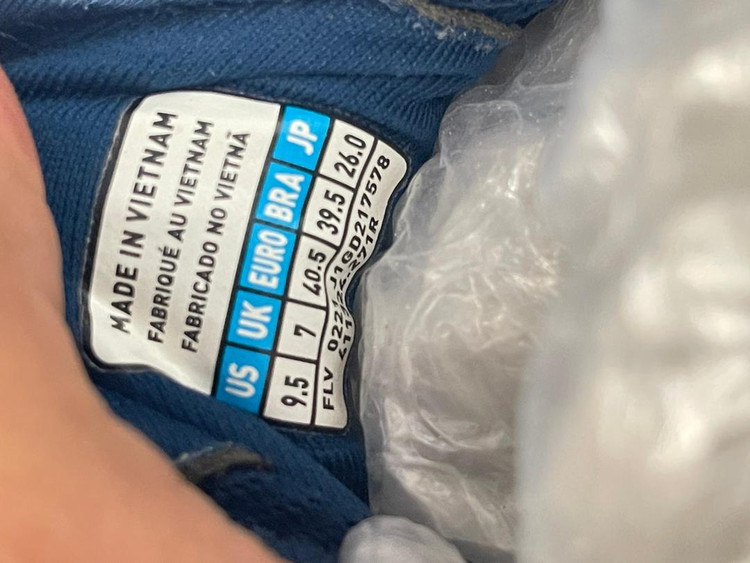 MADE IN VIETNAM
FABRIQUÉ AU VIETNAM
FABRICADO NO VIETNÃ
US UK EURO BRA JP
9.5 7 40.5 39.5 26.0
FLV